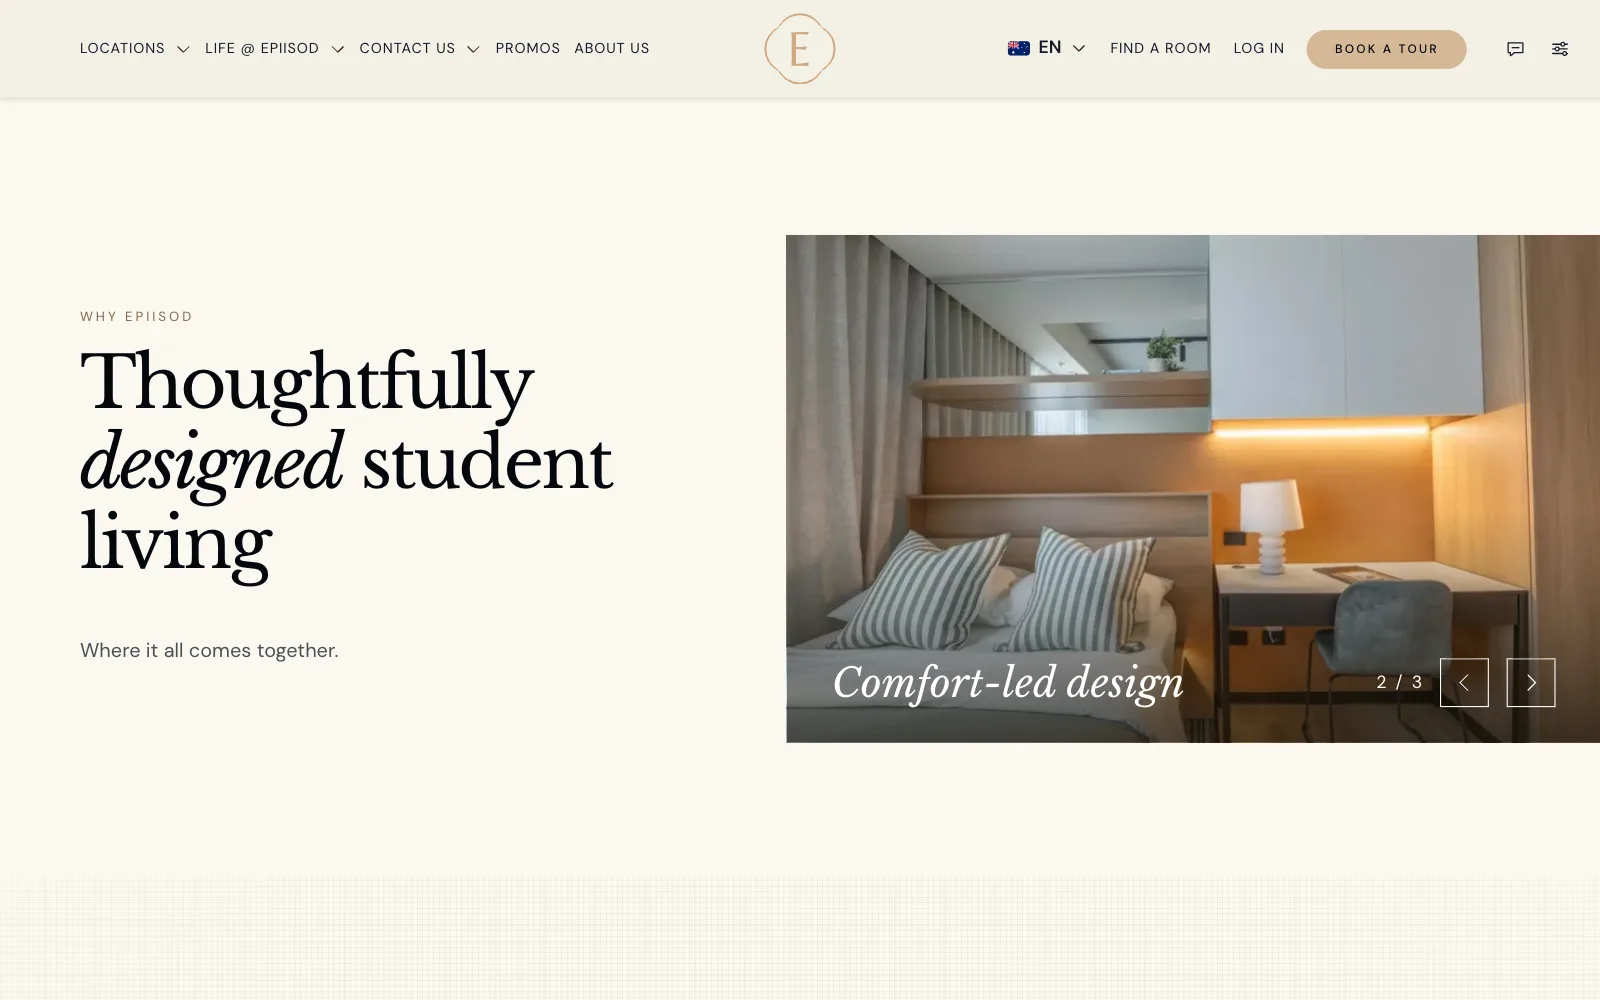 LOCATIONS LIFE @ EPIISOD CONTACT US PROMOS ABOUT US
E
EN FIND A ROOM LOG IN BOOK A TOUR
WHY EPIISOD
Thoughtfully
designed student
living
Where it all comes together.
Comfort-led design
2 / 3